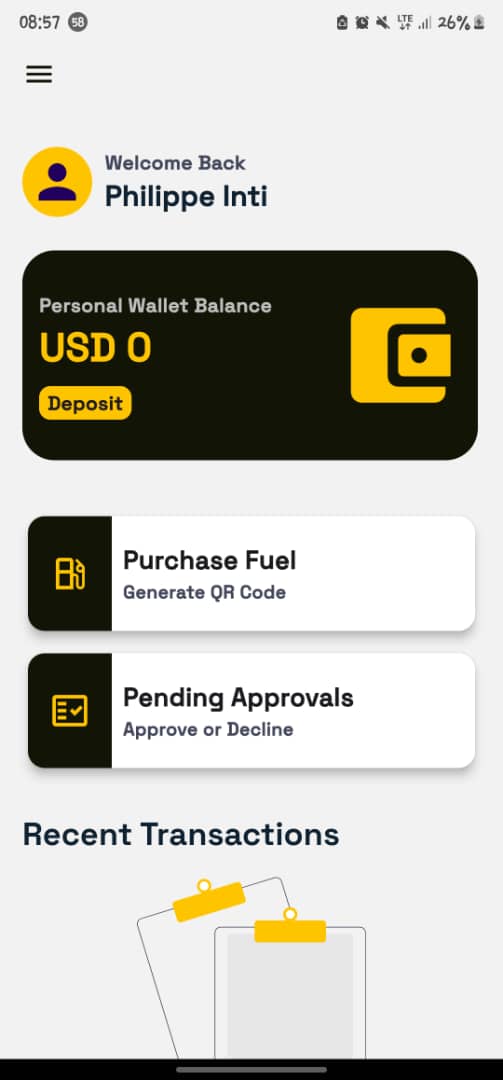 08:57 58 LTE 26%
Welcome Back
Philippe Inti
Personal Wallet Balance
USD 0
Deposit
Purchase Fuel
Generate QR Code
Pending Approvals
Approve or Decline
Recent Transactions